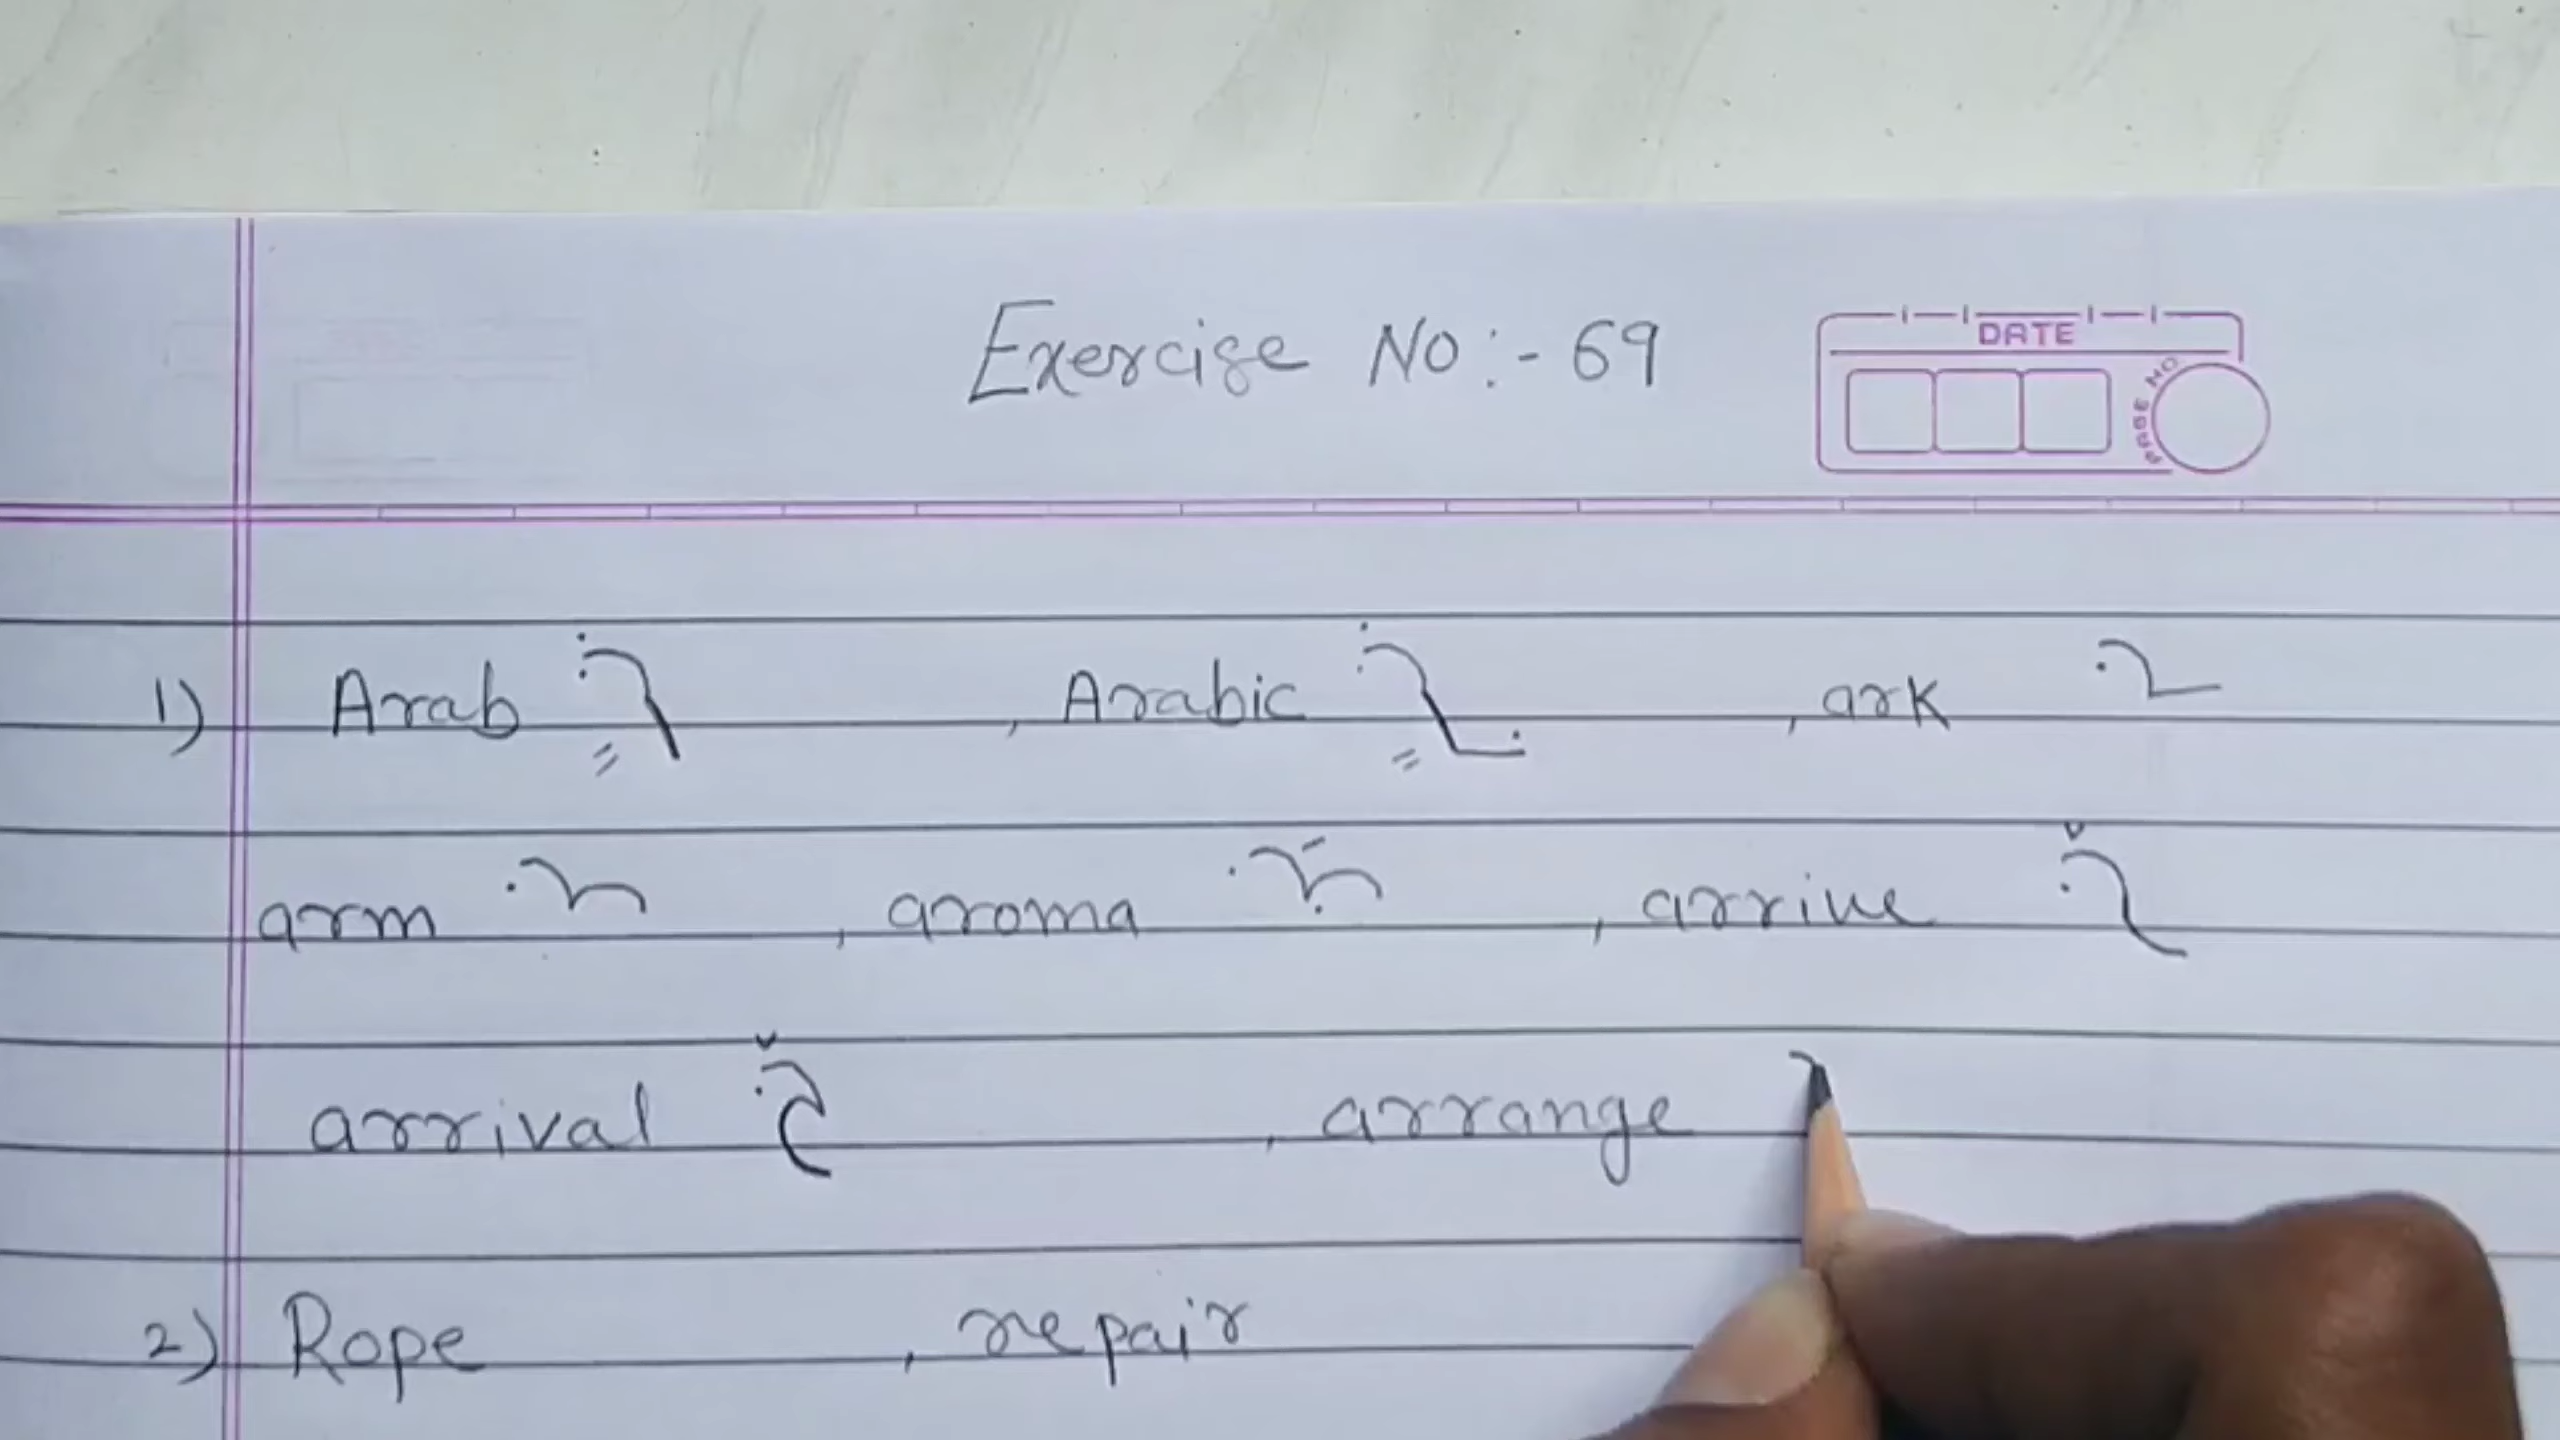 Exercise No:- 69
DATE
PAGE NO
1) Arab , Arabic , ark
arm , aroma , arrive
arrival , arrange
2) Rope , repair